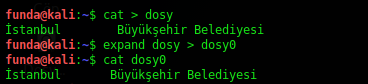 funda@kali:~$ cat > dosy
İstanbul        Büyükşehir Belediyesi
funda@kali:~$ expand dosy > dosy0
funda@kali:~$ cat dosy0
İstanbul       Büyükşehir Belediyesi